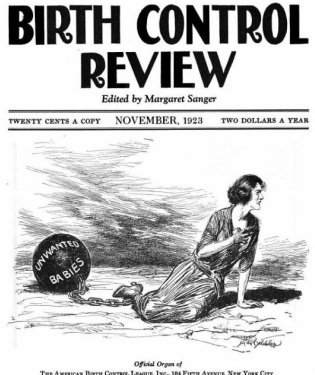 BIRTH CONTROL
REVIEW
Edited by Margaret Sanger
TWENTY CENTS A COPY NOVEMBER, 1923 TWO DOLLARS A YEAR
UNWANTED
BABIES
Official Organ of
THE AMERICAN BIRTH CONTROL LEAGUE, INC., 104 FIFTH AVENUE, NEW YORK CITY